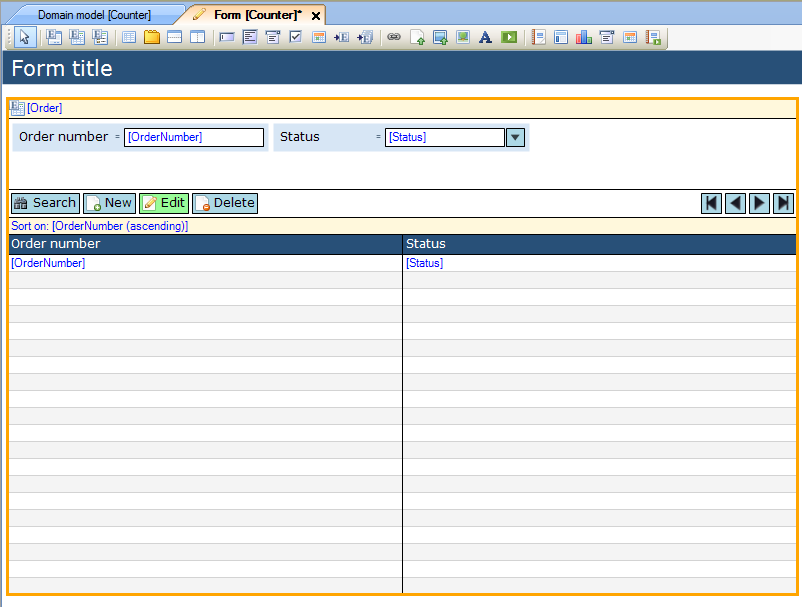 Domain model [Counter] Form [Counter]*
Form title
[Order]
Order number = [OrderNumber] Status = [Status]
Search New Edit Delete
Sort on: [OrderNumber (ascending)]
Order number Status
[OrderNumber] [Status]